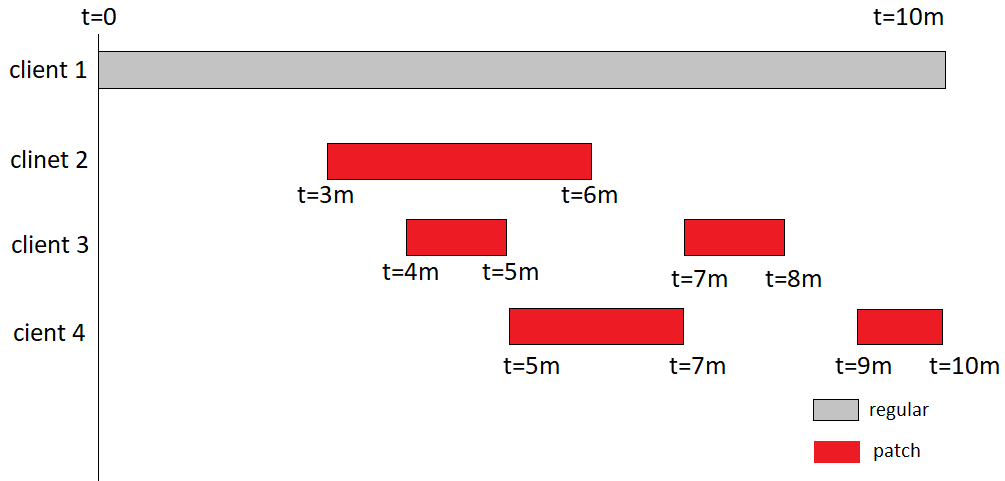 t=0 t=10m
client 1
clinet 2
t=3m t=6m
client 3
t=4m t=5m t=7m t=8m
cient 4
t=5m t=7m t=9m t=10m
regular
patch